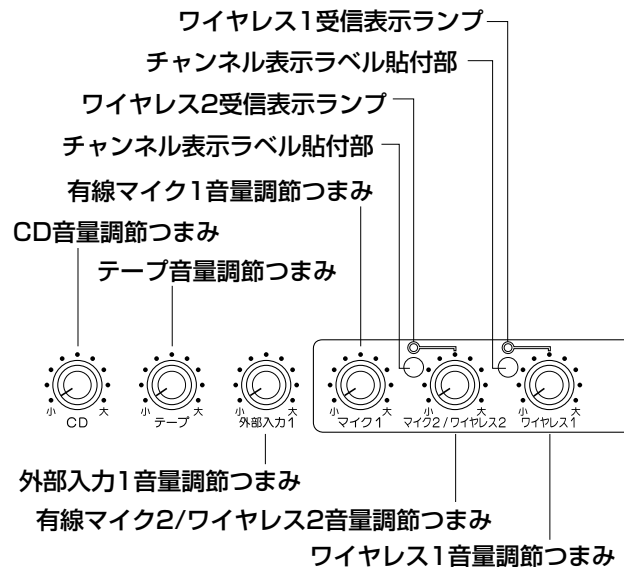 ワイヤレス1受信表示ランプ
チャンネル表示ラベル貼付部
ワイヤレス2受信表示ランプ
チャンネル表示ラベル貼付部
有線マイク1音量調節つまみ
CD音量調節つまみ
テープ音量調節つまみ
小 大 小 大 小 大 小 大 小 大 小 大
CD テープ 外部入力1 マイク1 マイク2/ワイヤレス2 ワイヤレス1
外部入力1音量調節つまみ
有線マイク2/ワイヤレス2音量調節つまみ
ワイヤレス1音量調節つまみ